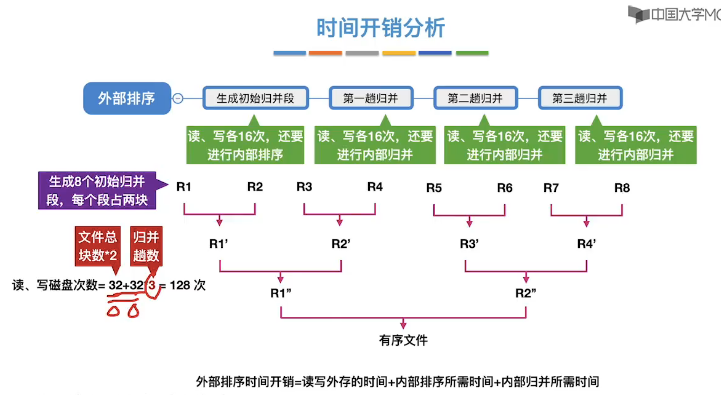 中国大学MO
时间开销分析
外部排序
生成初始归并段
第一趟归并
第二趟归并
第三趟归并
读、写各16次，还要
进行内部排序
读、写各16次，还要
进行内部归并
读、写各16次，还要
进行内部归并
读、写各16次，还要
进行内部归并
生成8个初始归并
段，每个段占两块
R1
R2
R3
R4
R5
R6
R7
R8
文件总
块数*2
归并
趟数
R1’
R2’
R3’
R4’
读、写磁盘次数= 32+32*3 = 128 次
R1’’
R2’’
有序文件
外部排序时间开销=读写外存的时间+内部排序所需时间+内部归并所需时间